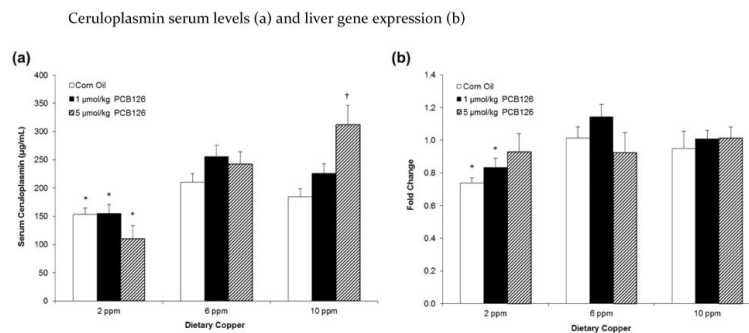 Ceruloplasmin serum levels (a) and liver gene expression (b)
(a)
400
350
300
250
200
150
100
50
0
Serum Ceruloplasmin (µg/mL)
Corn Oil
1 µmol/kg PCB126
5 µmol/kg PCB126
*
*
*
†
2 ppm
6 ppm
10 ppm
Dietary Copper
(b)
1.4
1.2
1.0
0.8
0.6
0.4
0.2
0.0
Fold Change
Corn Oil
1 µmol/kg PCB126
5 µmol/kg PCB126
*
*
2 ppm
6 ppm
10 ppm
Dietary Copper